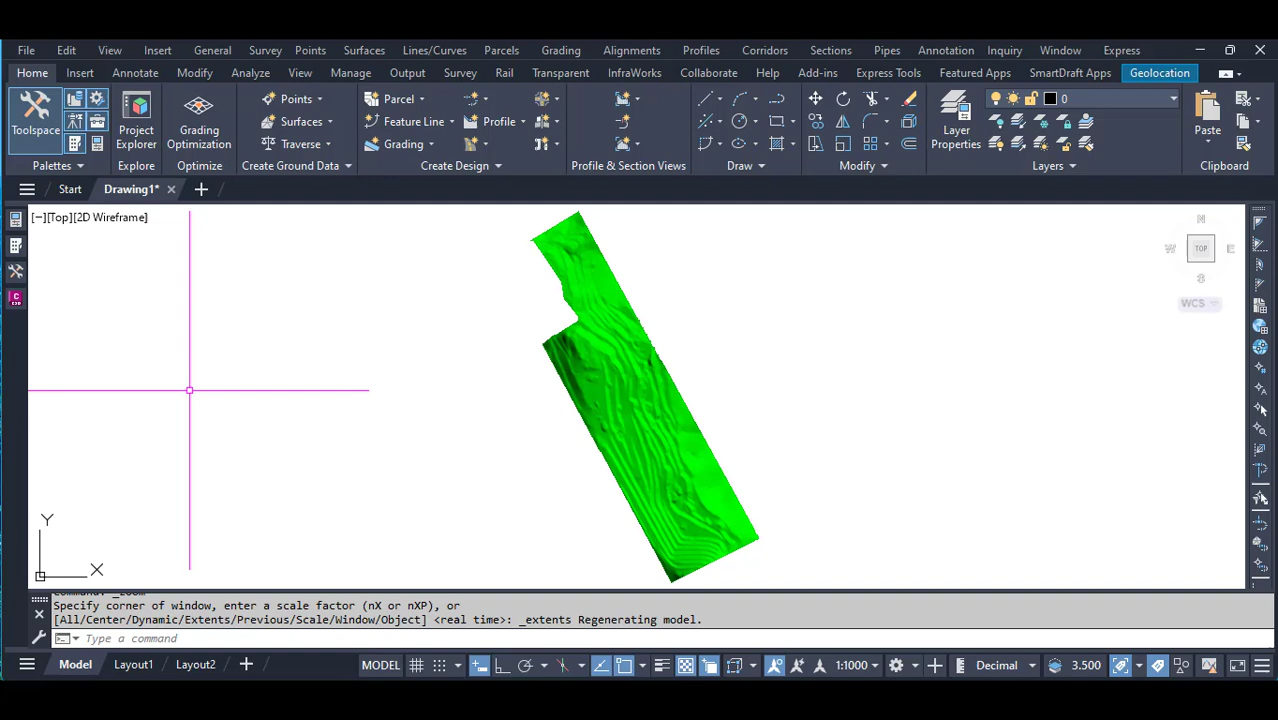 File Edit View Insert General Survey Points Surfaces Lines/Curves Parcels Grading Alignments Profiles Corridors Sections Pipes Annotation Inquiry Window Express
Home Insert Annotate Modify Analyze View Manage Output Survey Rail Transparent InfraWorks Collaborate Help Add-ins Express Tools Featured Apps SmartDraft Apps Geolocation
Points Parcel 0
Surfaces Feature Line Profile
Toolspace Project Explorer Grading Optimization Traverse Grading Layer Properties Paste
Palettes Explore Optimize Create Ground Data Create Design Profile & Section Views Draw Modify Layers Clipboard
Start Drawing1*
[−][Top][2D Wireframe]
N
W TOP E
S
WCS
Y
X
Command: _zoom
Specify corner of window, enter a scale factor (nX or nXP), or
[All/Center/Dynamic/Extents/Previous/Scale/Window/Object] <real time>: _extents Regenerating model.
Type a command
Model Layout1 Layout2 MODEL 1:1000 Decimal 3.500